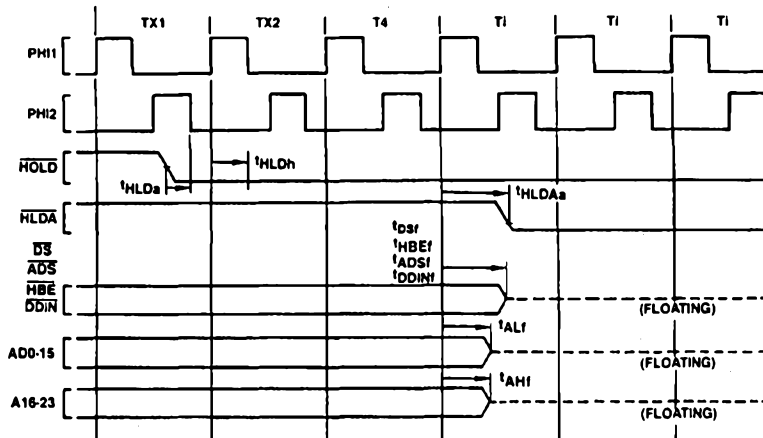 TX1 TX2 T4 Ti Ti Ti
PHI1
PHI2
HOLD
tHLDh
tHLDa
tHLDAa
HLDA
tDSf
DS
tHBEf
ADS
tADSf
tDDINf
HBE
DDIN
(FLOATING)
tALf
AD0-15
(FLOATING)
tAHf
A16-23
(FLOATING)